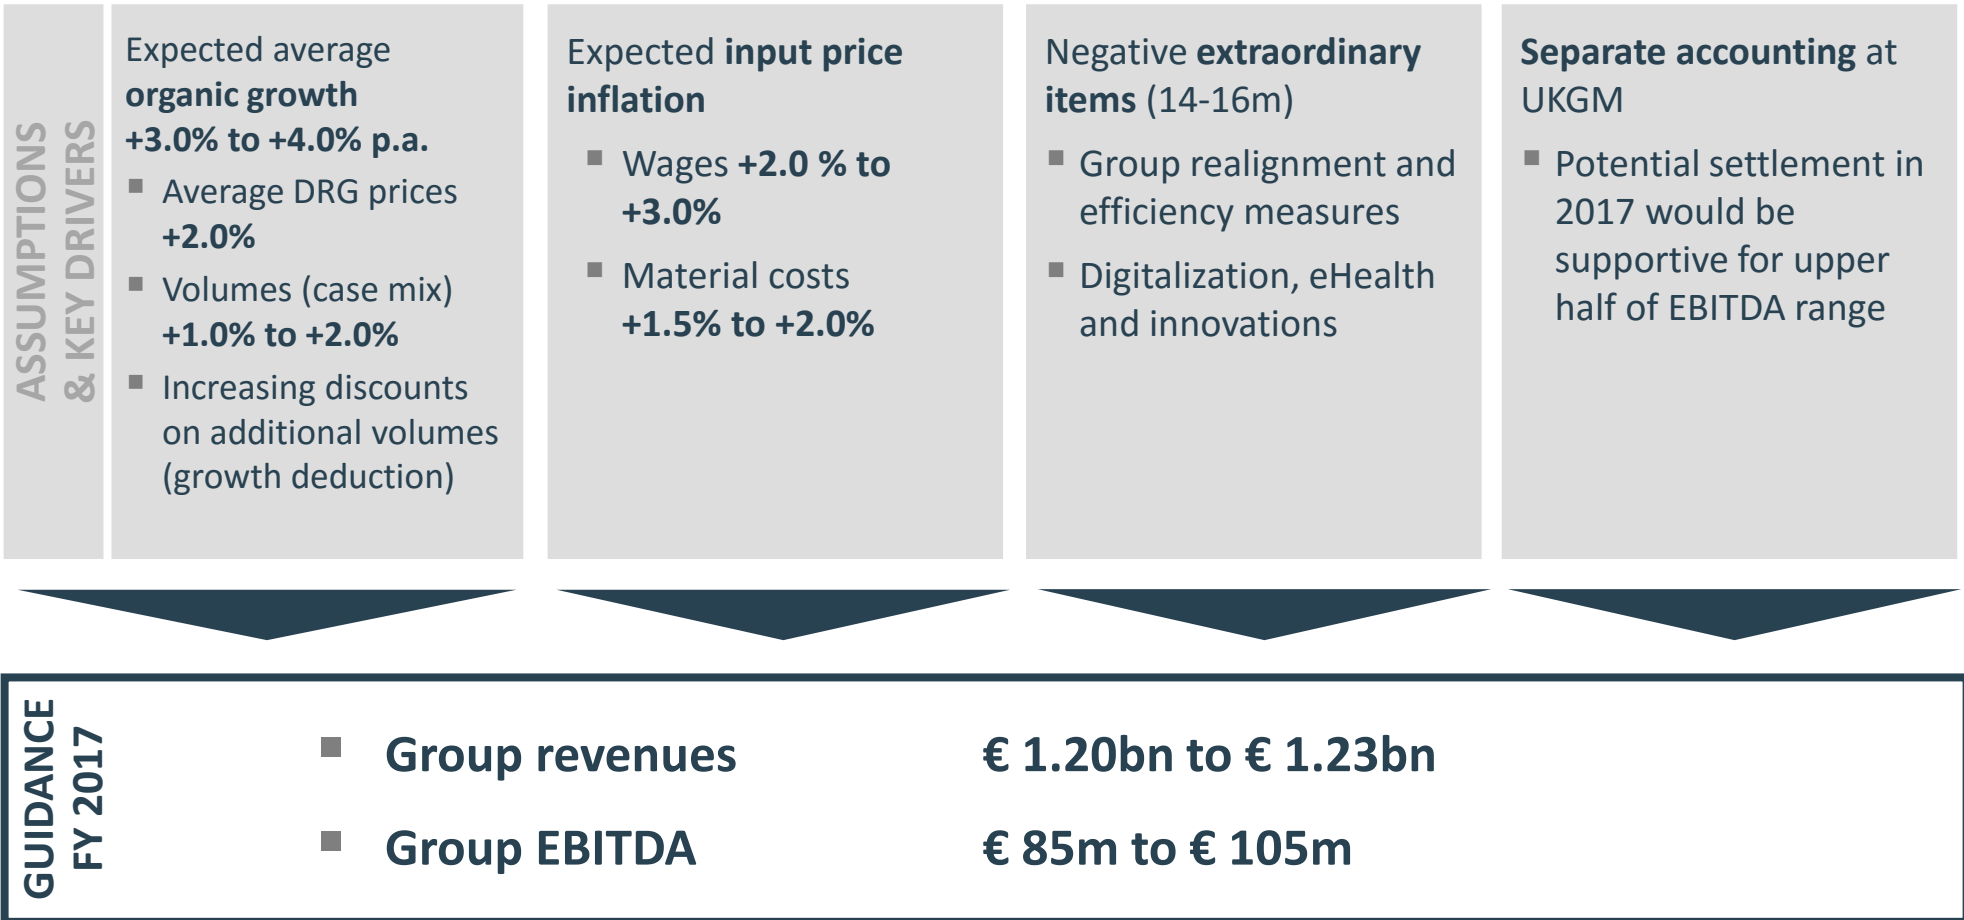 ASSUMPTIONS
& KEY DRIVERS
Expected average
organic growth
+3.0% to +4.0% p.a.
▪ Average DRG prices
+2.0%
▪ Volumes (case mix)
+1.0% to +2.0%
▪ Increasing discounts
on additional volumes
(growth deduction)
Expected input price
inflation
▪ Wages +2.0 % to
+3.0%
▪ Material costs
+1.5% to +2.0%
Negative extraordinary
items (14-16m)
▪ Group realignment and
efficiency measures
▪ Digitalization, eHealth
and innovations
Separate accounting at
UKGM
▪ Potential settlement in
2017 would be
supportive for upper
half of EBITDA range
GUIDANCE
FY 2017
▪ Group revenues € 1.20bn to € 1.23bn
▪ Group EBITDA € 85m to € 105m